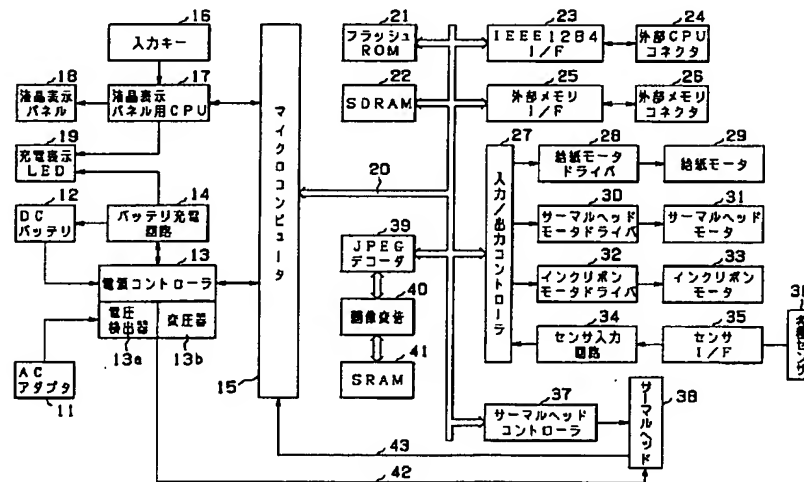 16
入力キー
18
液晶表示
パネル
17
液晶表示
パネル用CPU
19
充電表示
LED
12
DC
バッテリ
14
バッテリ充電
回路
13
電源コントローラ
電圧
検出器
変圧器
13a
13b
AC
アダプタ
11
マイクロコンピュータ
15
20
21
フラッシュ
ROM
22
SDRAM
23
IEEE1284
I/F
24
外部CPU
コネクタ
25
外部メモリ
I/F
26
外部メモリ
コネクタ
27
入力/出力コントローラ
28
給紙モータ
ドライバ
29
給紙モータ
30
サーマルヘッド
モータドライバ
31
サーマルヘッド
モータ
32
インクリボン
モータドライバ
33
インクリボン
モータ
34
センサ入力
回路
35
センサ
I/F
39
JPEG
デコーダ
40
41
SRAM
37
サーマルヘッド
コントローラ
サーマルヘッド
38
43
42